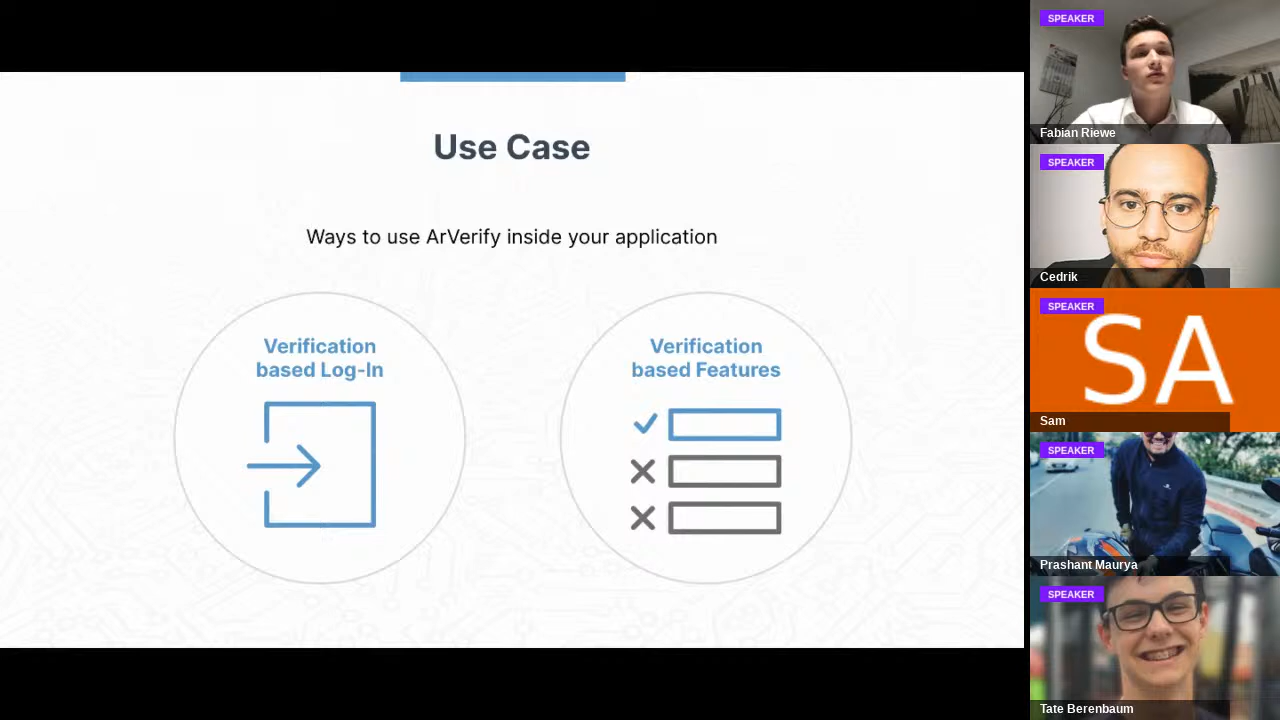 Use Case
Ways to use ArVerify inside your application
Verification
based Log-In
Verification
based Features
SPEAKER
Fabian Riewe
SPEAKER
Cedrik
SPEAKER
SA
Sam
SPEAKER
Prashant Maurya
SPEAKER
Tate Berenbaum